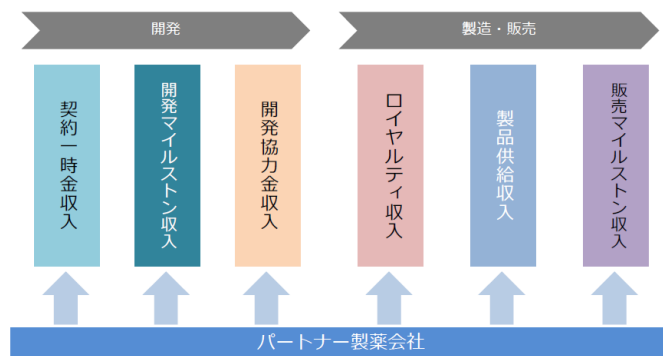 開発
製造・販売
契約一時金収入
開発マイルストン収入
開発協力金収入
ロイヤルティ収入
製品供給収入
販売マイルストン収入
パートナー製薬会社